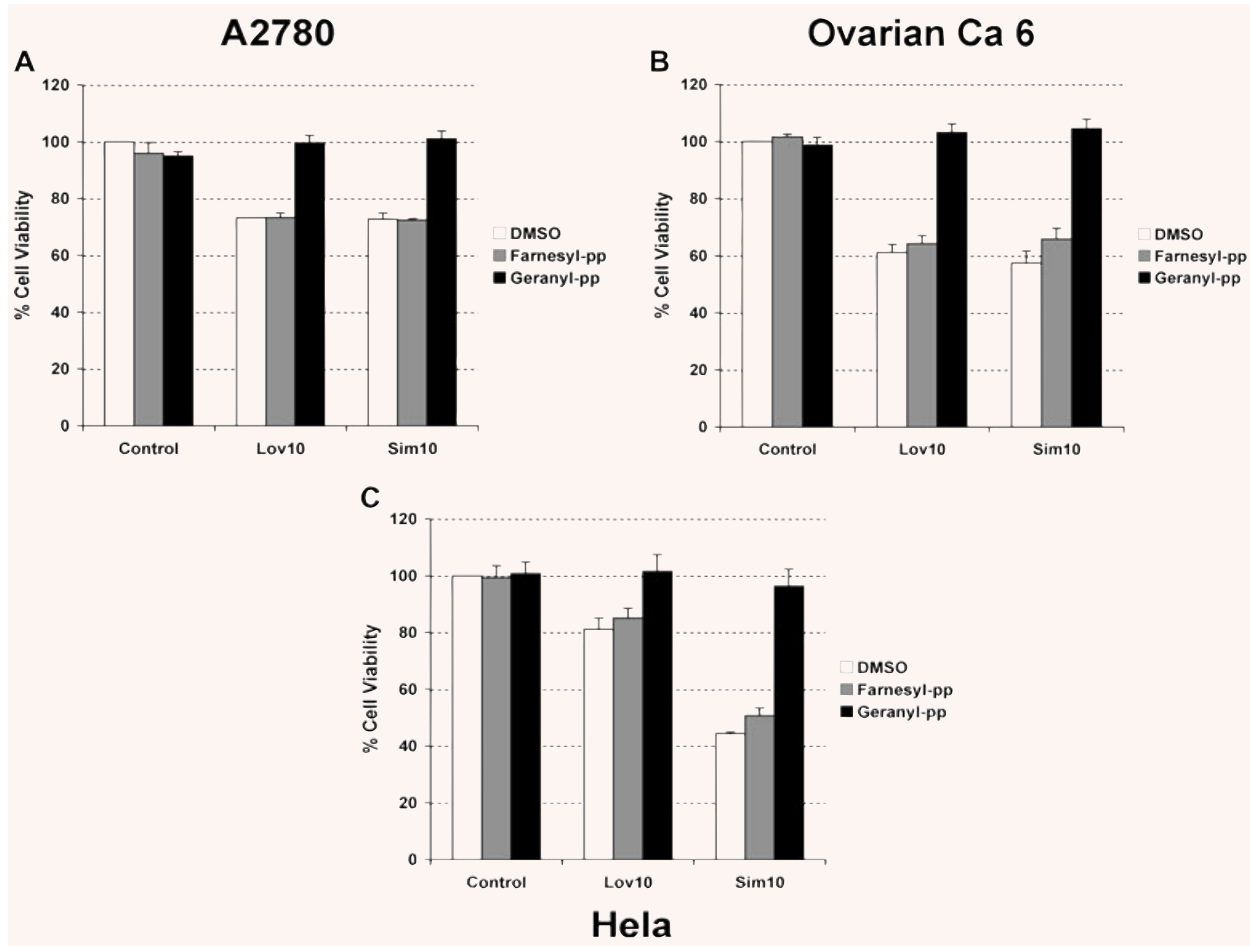 A2780
Ovarian Ca 6
A
120
100
80
60
40
20
0
% Cell Viability
Control
Lov10
Sim10
DMSO
Farnesyl-pp
Geranyl-pp
B
120
100
80
60
40
20
0
% Cell Viability
Control
Lov10
Sim10
DMSO
Farnesyl-pp
Geranyl-pp
C
120
100
80
60
40
20
0
% Cell Viability
Control
Lov10
Sim10
DMSO
Farnesyl-pp
Geranyl-pp
Hela